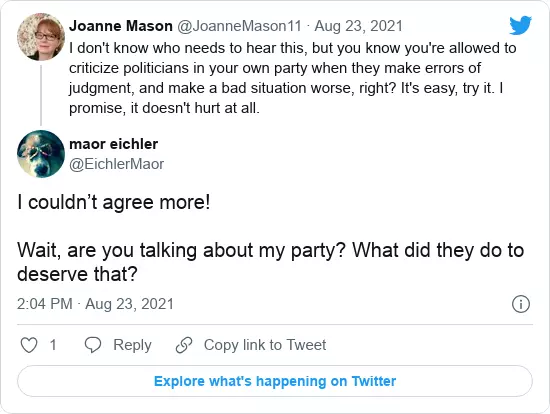 Joanne Mason @JoanneMason11 · Aug 23, 2021
I don't know who needs to hear this, but you know you're allowed to
criticize politicians in your own party when they make errors of
judgment, and make a bad situation worse, right? It's easy, try it. I
promise, it doesn't hurt at all.
maor eichler
@EichlerMaor
I couldn’t agree more!
Wait, are you talking about my party? What did they do to
deserve that?
2:04 PM · Aug 23, 2021
1 Reply Copy link to Tweet
Explore what's happening on Twitter